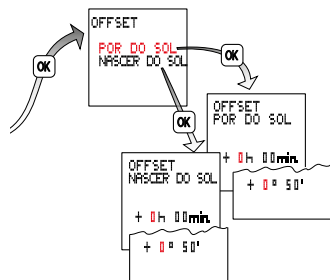 OFFSET
POR DO SOL
NASCER DO SOL
OK
OK
OK
OFFSET
POR DO SOL
+ 0h 00min.
+ 0° 50'
OFFSET
NASCER DO SOL
+ 0h 00min.
+ 0° 50'